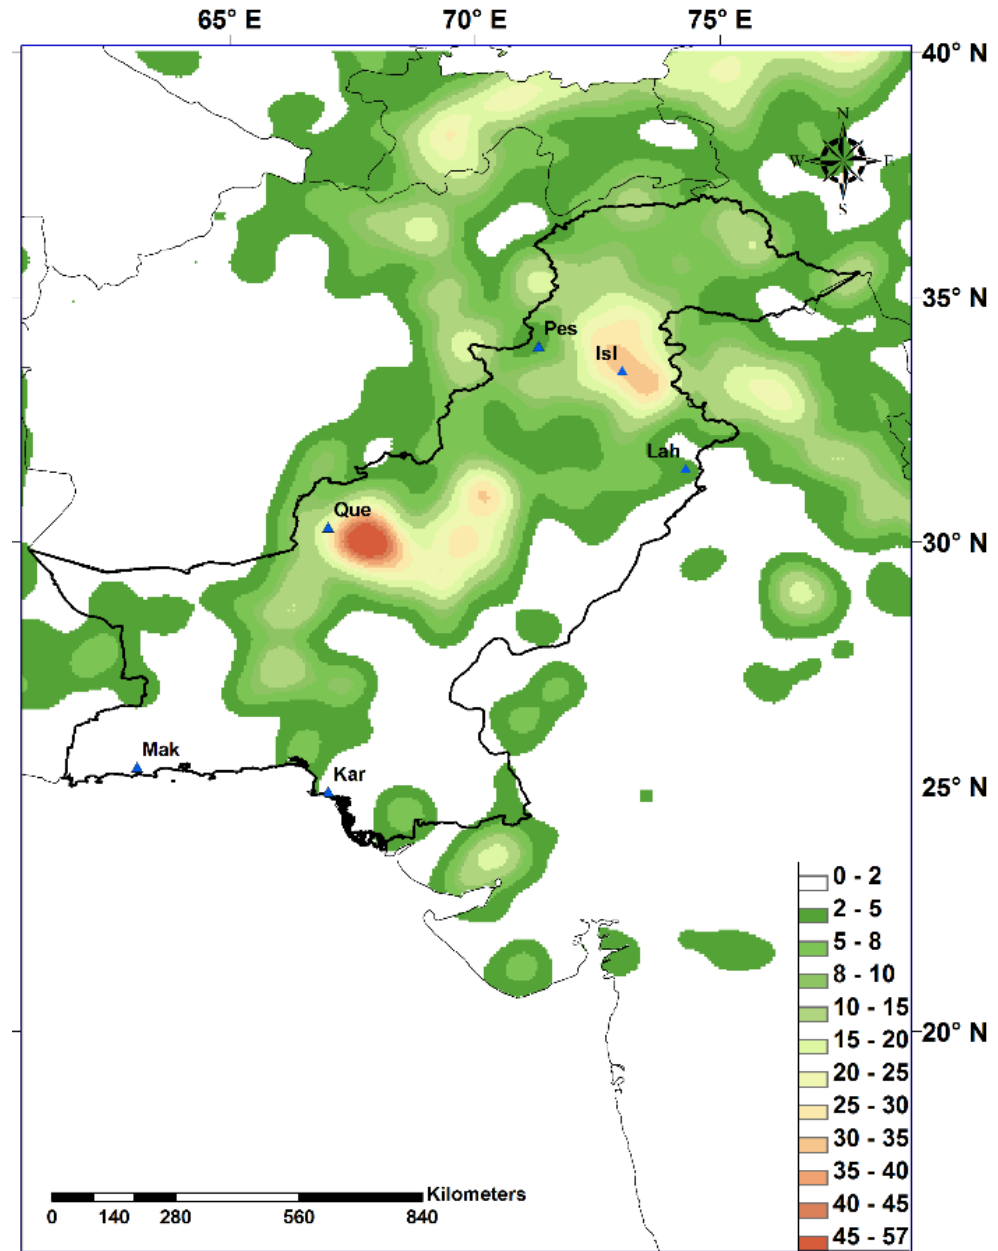 65° E 70° E 75° E
40° N
N
W E
S
35° N
Pes
Isl
Lah
Que
30° N
Mak
Kar
25° N
0 - 2
2 - 5
5 - 8
8 - 10
10 - 15
15 - 20
20° N
20 - 25
25 - 30
30 - 35
35 - 40
40 - 45
45 - 57
Kilometers
0 140 280 560 840